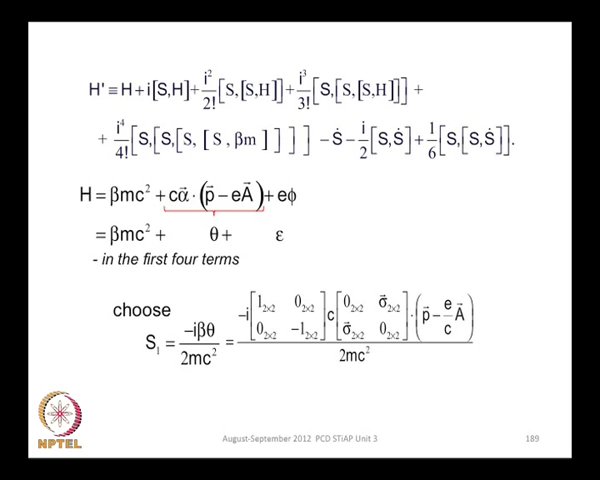 H' ≡ H + i[S,H] + i²/2! [S,[S,H]] + i³/3! [S,[S,[S,H]]] +
+ i⁴/4! [S,[S,[S, [S,βm]]]] − Ṡ − i/2 [S,Ṡ] + 1/6 [S,[S,Ṡ]].
H = βmc² + cα⃗ · (p⃗ − eA⃗) + eϕ
= βmc² + θ + ε
- in the first four terms
choose
S₁ = −iβθ / 2mc² = −i [1₂ₓ₂ 0₂ₓ₂; 0₂ₓ₂ −1₂ₓ₂] c [0₂ₓ₂ σ⃗₂ₓ₂; σ⃗₂ₓ₂ 0₂ₓ₂] · (p⃗ − e/c A⃗) / 2mc²
NPTEL
August-September 2012 PCD STiAP Unit 3
189